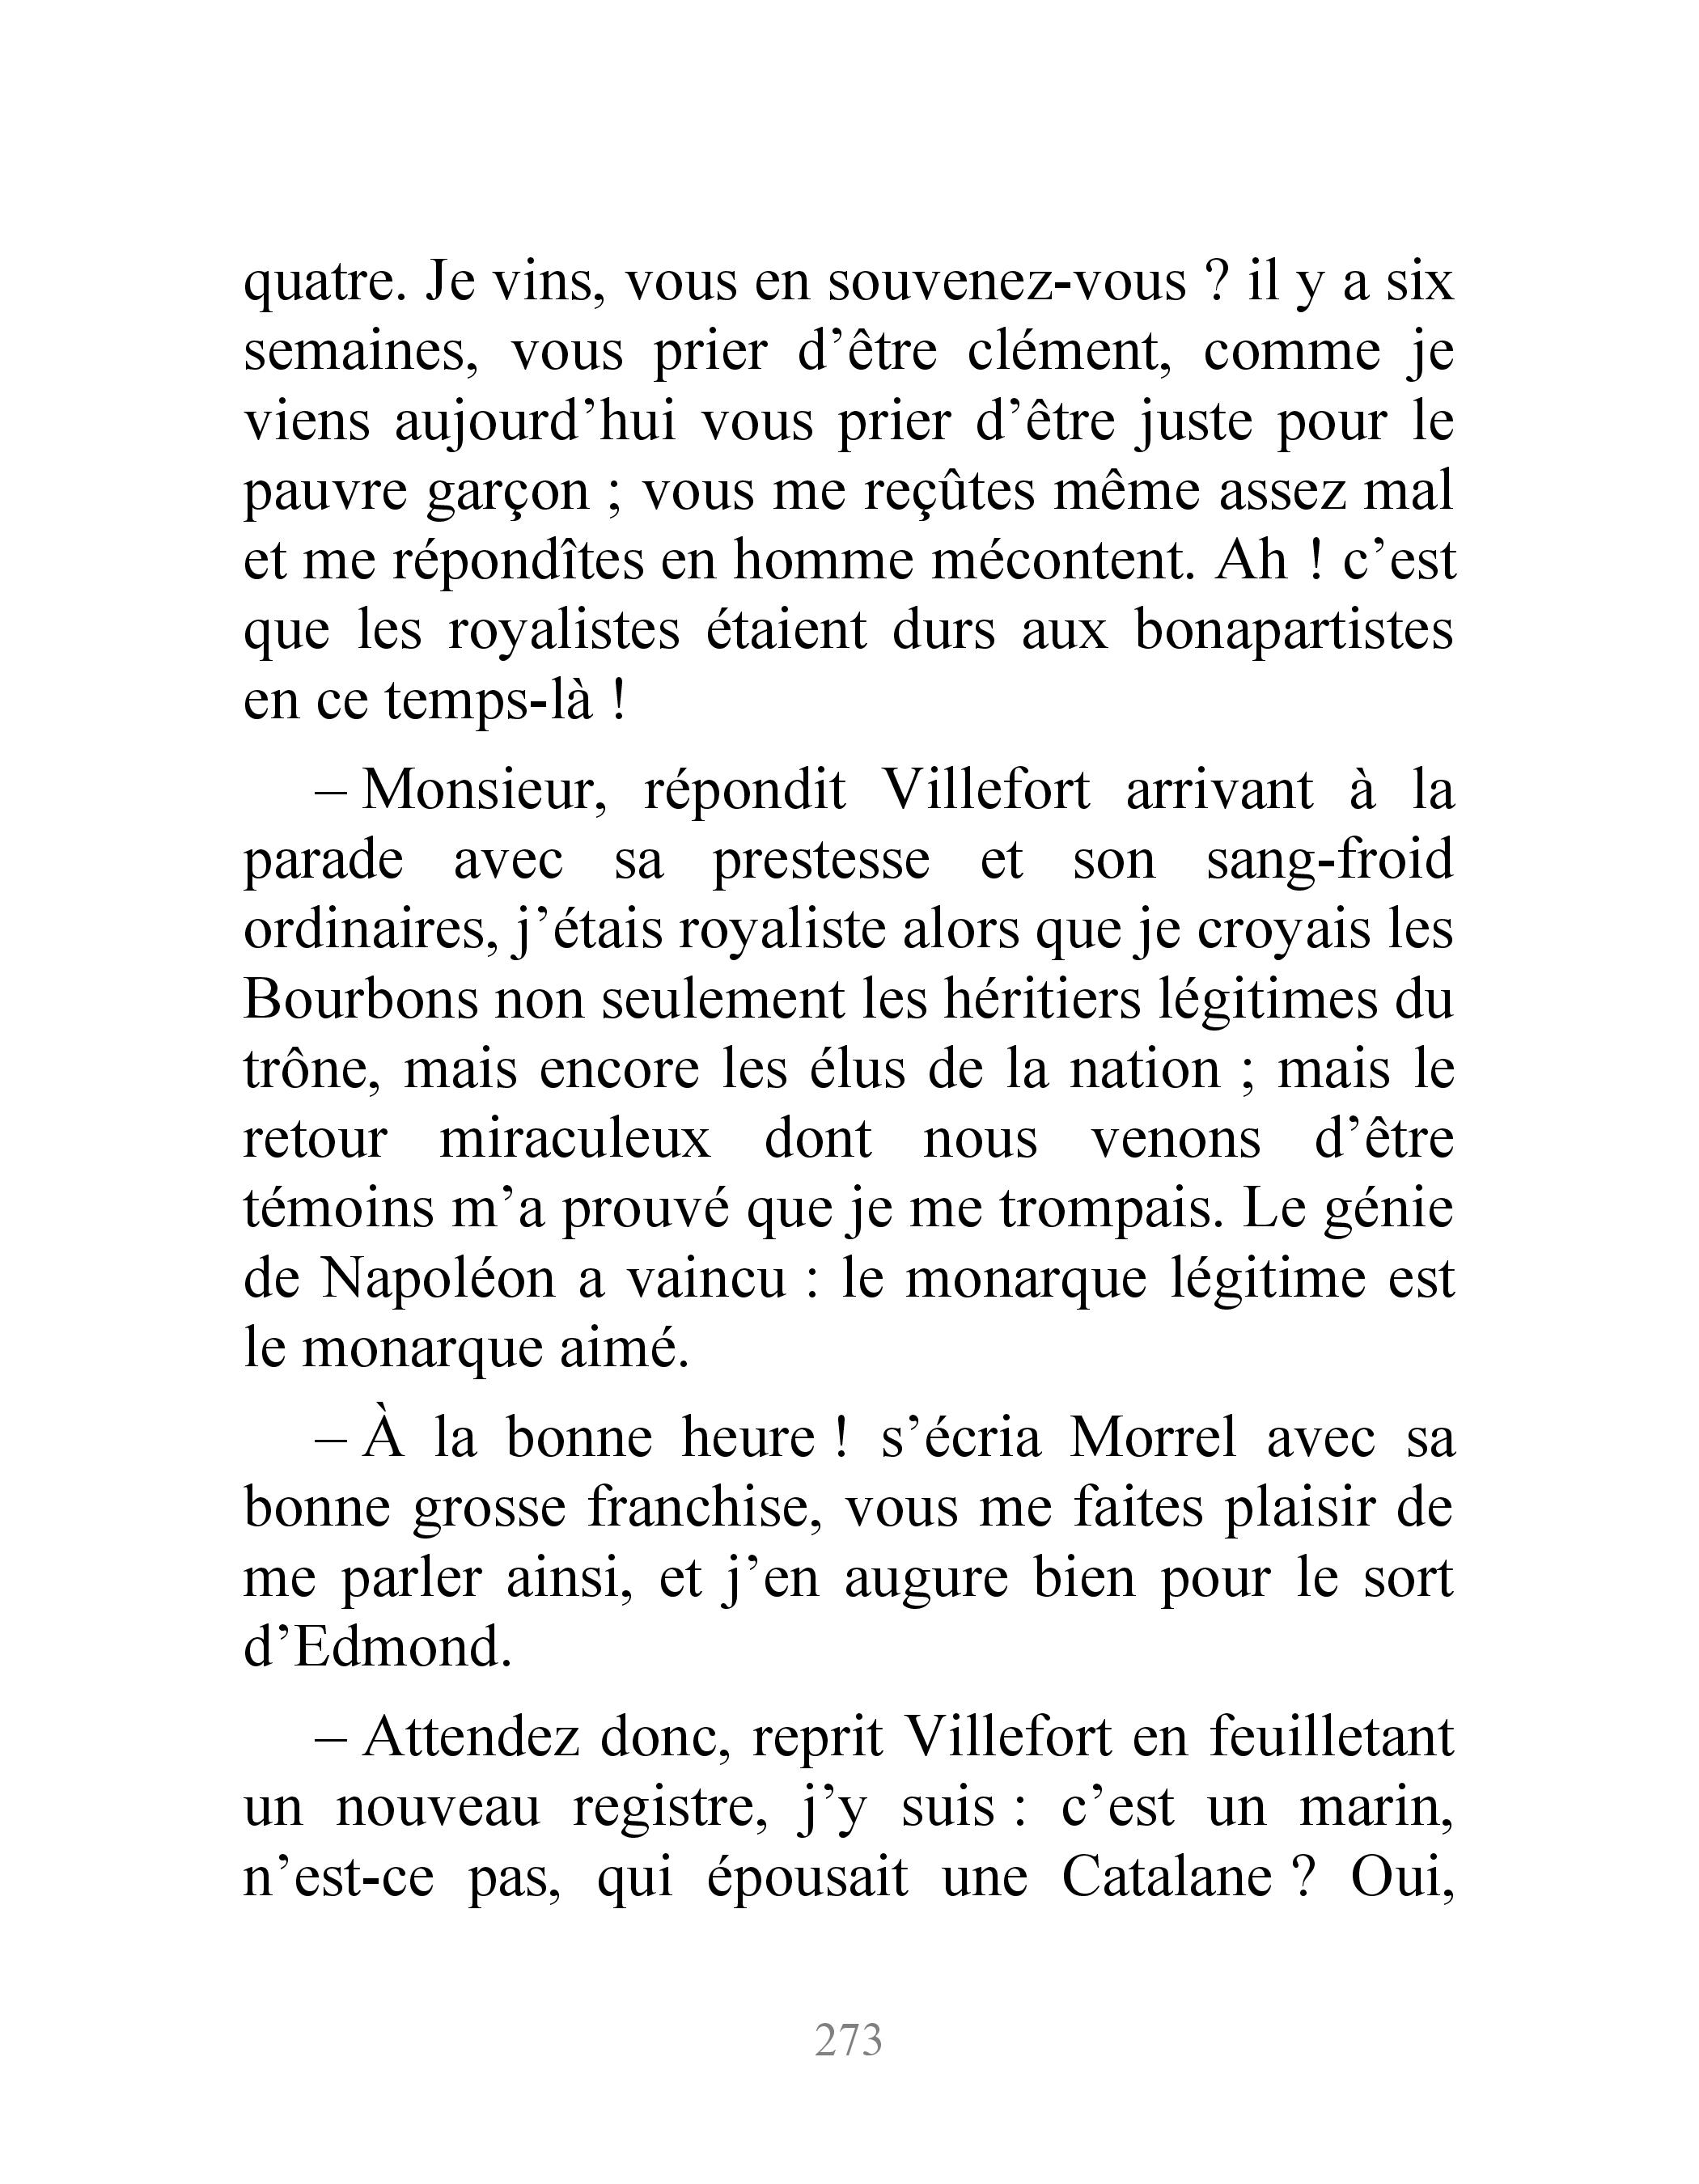 quatre. Je vins, vous en souvenez-vous ? il y a six
semaines, vous prier d’être clément, comme je
viens aujourd’hui vous prier d’être juste pour le
pauvre garçon ; vous me reçûtes même assez mal
et me répondîtes en homme mécontent. Ah ! c’est
que les royalistes étaient durs aux bonapartistes
en ce temps-là !
– Monsieur, répondit Villefort arrivant à la
parade avec sa prestesse et son sang-froid
ordinaires, j’étais royaliste alors que je croyais les
Bourbons non seulement les héritiers légitimes du
trône, mais encore les élus de la nation ; mais le
retour miraculeux dont nous venons d’être
témoins m’a prouvé que je me trompais. Le génie
de Napoléon a vaincu : le monarque légitime est
le monarque aimé.
– À la bonne heure ! s’écria Morrel avec sa
bonne grosse franchise, vous me faites plaisir de
me parler ainsi, et j’en augure bien pour le sort
d’Edmond.
– Attendez donc, reprit Villefort en feuilletant
un nouveau registre, j’y suis : c’est un marin,
n’est-ce pas, qui épousait une Catalane ? Oui,
273